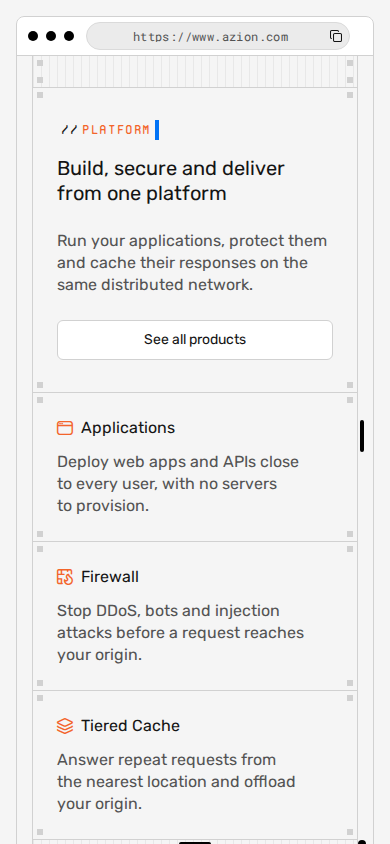 https://www.azion.com
// PLATFORM
Build, secure and deliver
from one platform
Run your applications, protect them
and cache their responses on the
same distributed network.
See all products
Applications
Deploy web apps and APIs close
to every user, with no servers
to provision.
Firewall
Stop DDoS, bots and injection
attacks before a request reaches
your origin.
Tiered Cache
Answer repeat requests from
the nearest location and offload
your origin.